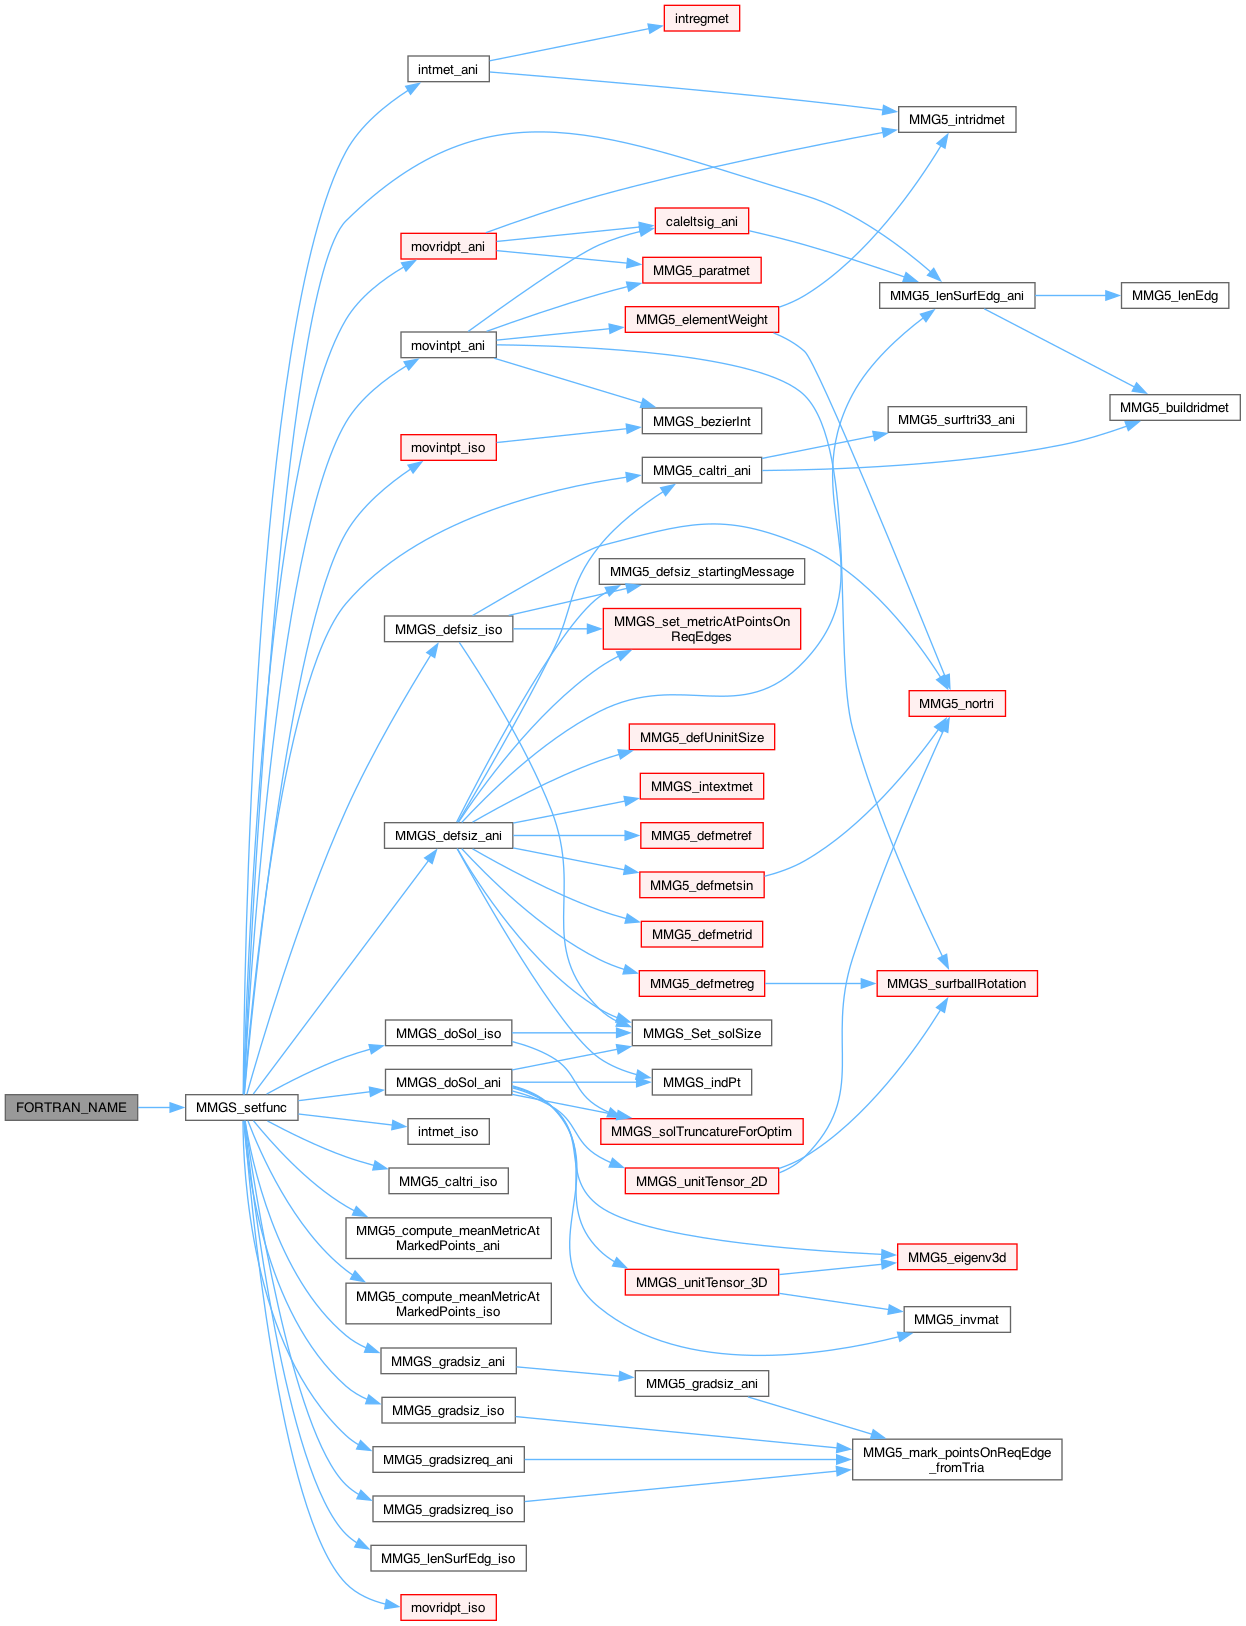 intregmet
intmet_ani
MMG5_intridmet
caleltsig_ani
movridpt_ani
MMG5_paratmet
MMG5_lenSurfEdg_ani
MMG5_lenEdg
MMG5_elementWeight
movintpt_ani
MMG5_buildridmet
MMGS_bezierInt
MMG5_surftri33_ani
movintpt_iso
MMG5_caltri_ani
MMG5_defsiz_startingMessage
MMGS_defsiz_iso
MMGS_set_metricAtPointsOn
ReqEdges
MMG5_nortri
MMG5_defUninitSize
MMGS_intextmet
MMGS_defsiz_ani
MMG5_defmetref
MMG5_defmetsin
MMG5_defmetrid
MMG5_defmetreg
MMGS_surfballRotation
MMGS_doSol_iso
MMGS_Set_solSize
MMGS_doSol_ani
MMGS_indPt
FORTRAN_NAME
MMGS_setfunc
intmet_iso
MMGS_solTruncatureForOptim
MMG5_caltri_iso
MMGS_unitTensor_2D
MMG5_compute_meanMetricAt
MarkedPoints_ani
MMG5_eigenv3d
MMGS_unitTensor_3D
MMG5_compute_meanMetricAt
MarkedPoints_iso
MMG5_invmat
MMGS_gradsiz_ani
MMG5_gradsiz_ani
MMG5_gradsiz_iso
MMG5_mark_pointsOnReqEdge
_fromTria
MMG5_gradsizreq_ani
MMG5_gradsizreq_iso
MMG5_lenSurfEdg_iso
movridpt_iso